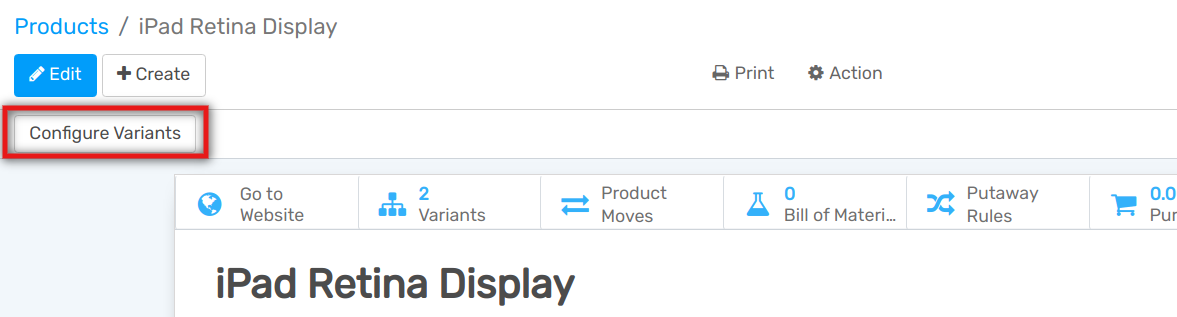 Products / iPad Retina Display
Edit
Create
Print
Action
Configure Variants
Go to
Website
2
Variants
Product
Moves
0
Bill of Materi...
Putaway
Rules
0.0
Pur
iPad Retina Display